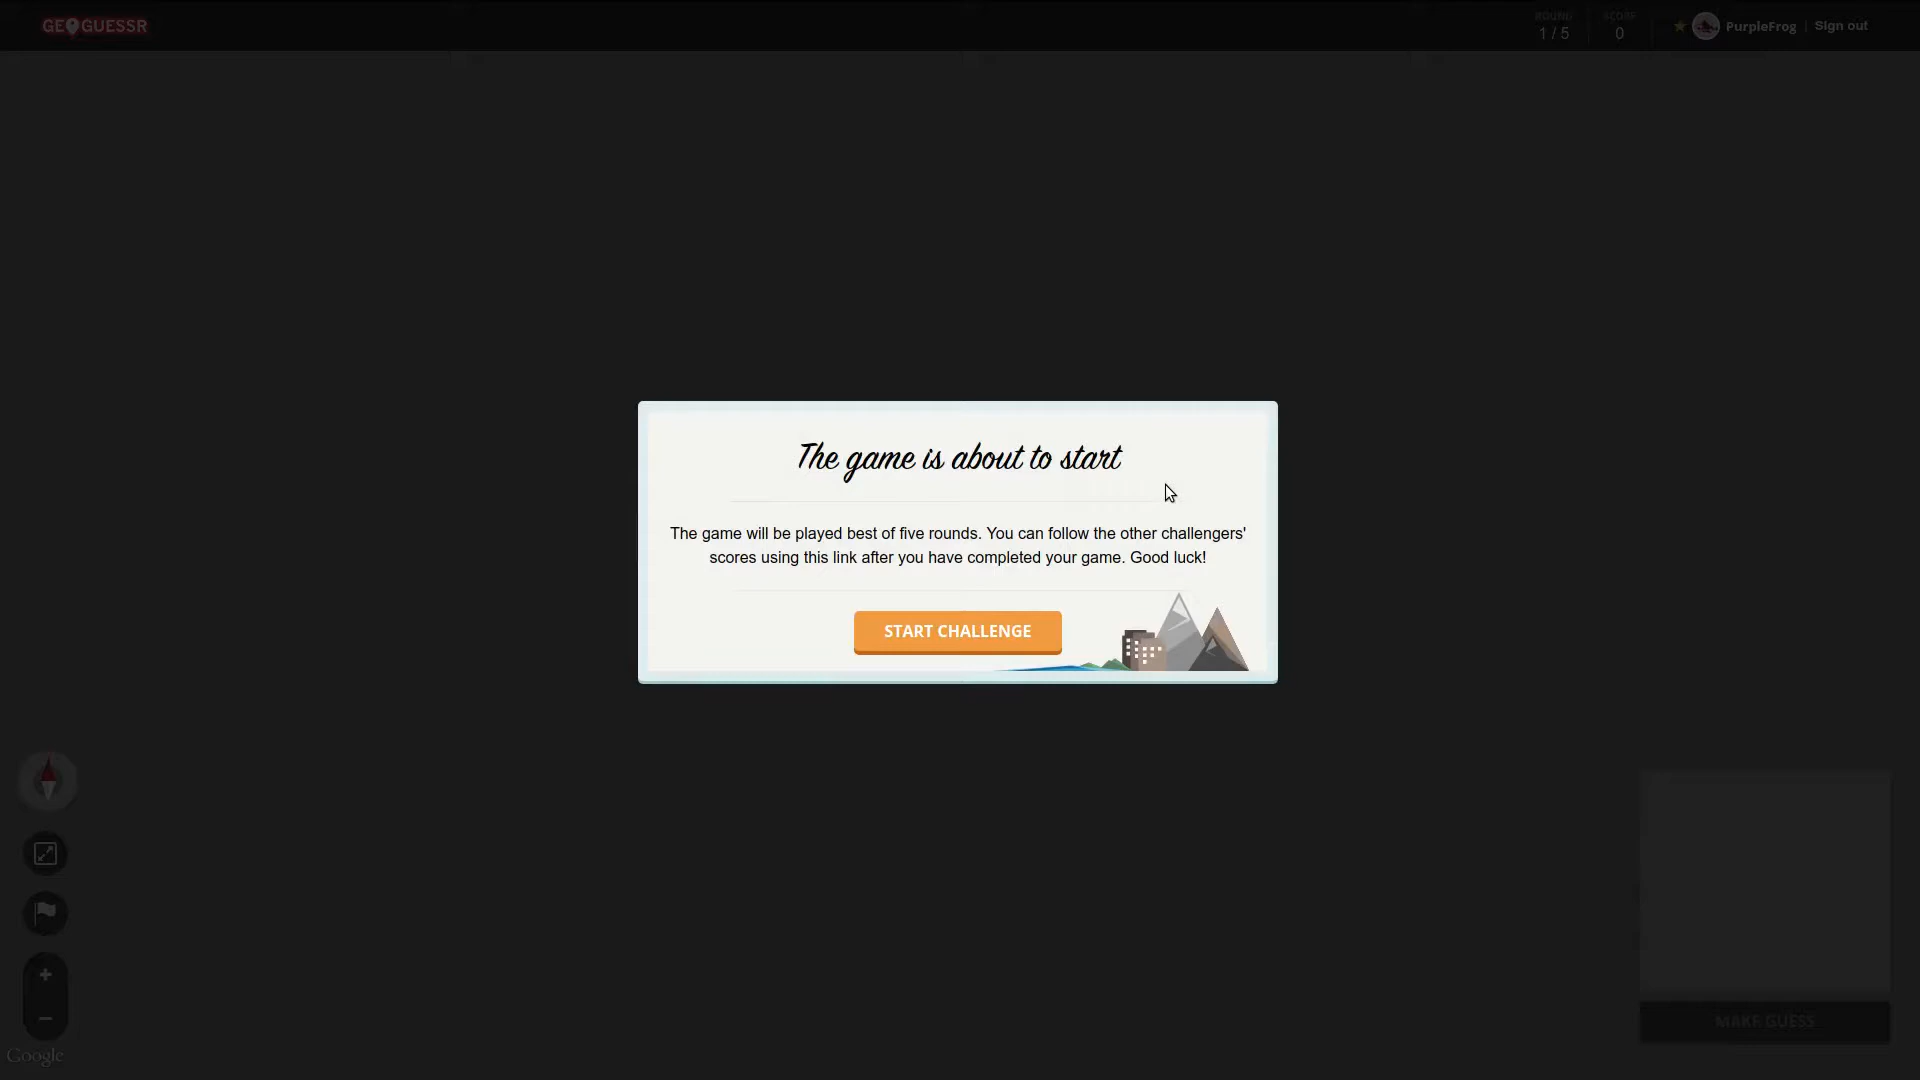 GEOGUESSR
ROUND
1 / 5
SCORE
0
PurpleFrog | Sign out
The game is about to start
The game will be played best of five rounds. You can follow the other challengers'
scores using this link after you have completed your game. Good luck!
START CHALLENGE
Google
MAKE GUESS